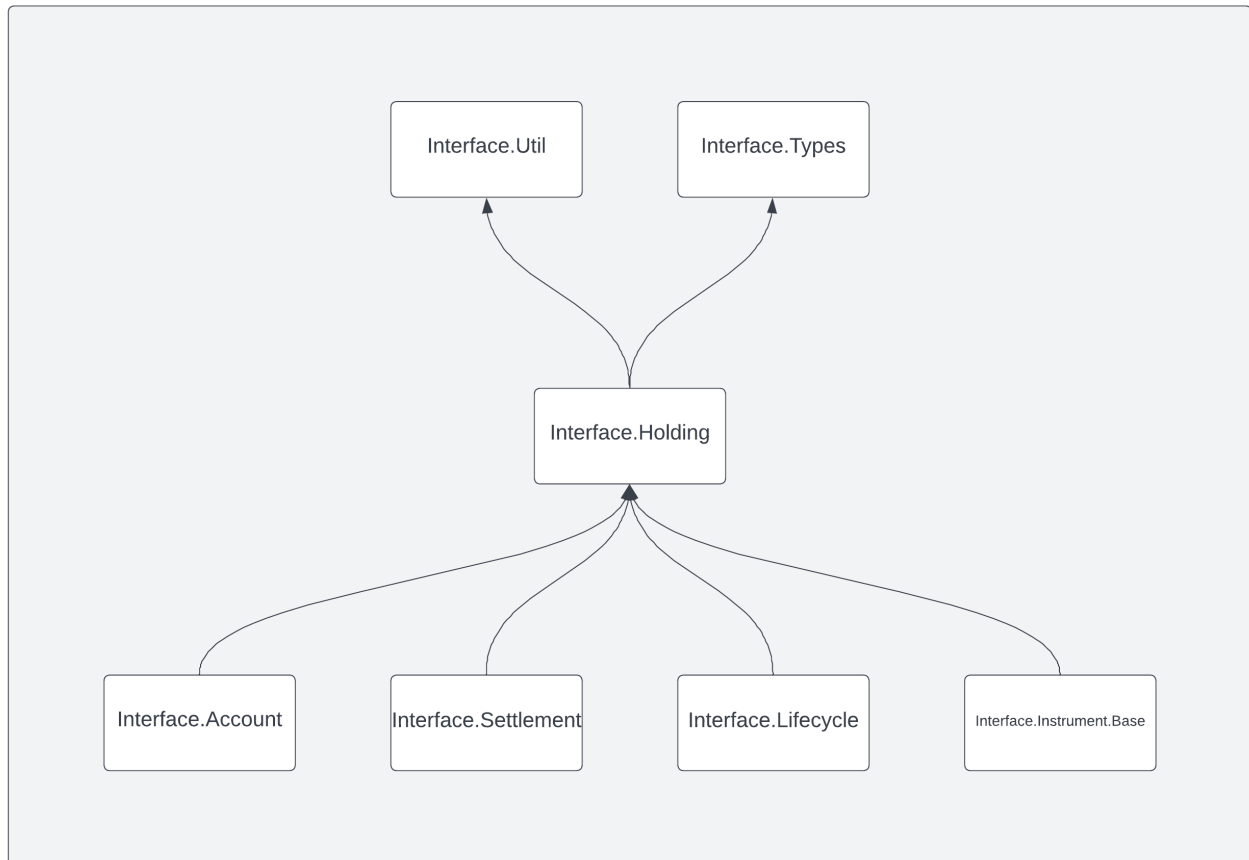 Interface.Util
Interface.Types
Interface.Holding
Interface.Account
Interface.Settlement
Interface.Lifecycle
Interface.Instrument.Base